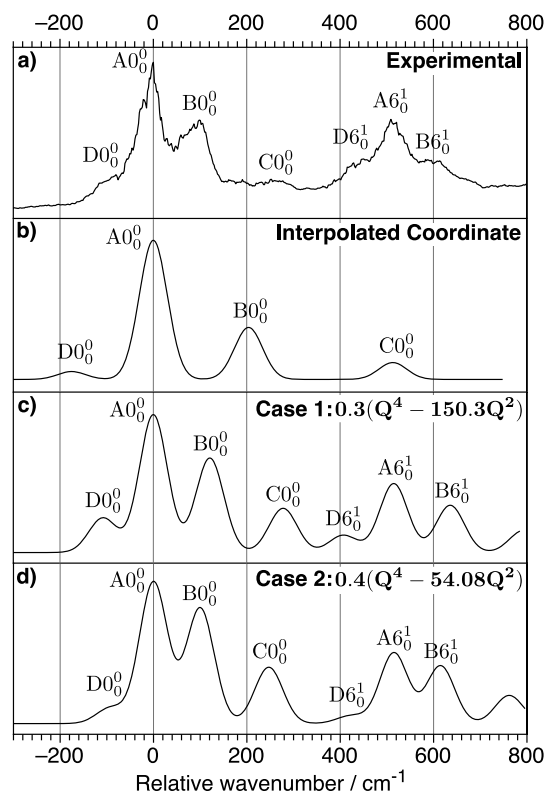 −200 0 200 400 600 800
a) Experimental
A0⁰₀
B0⁰₀
D0⁰₀
C0⁰₀
D6¹₀
A6¹₀
B6¹₀
b) Interpolated Coordinate
A0⁰₀
B0⁰₀
D0⁰₀
C0⁰₀
c) Case 1: 0.3(Q⁴ − 150.3Q²)
A0⁰₀
B0⁰₀
D0⁰₀
C0⁰₀
D6¹₀
A6¹₀
B6¹₀
d) Case 2: 0.4(Q⁴ − 54.08Q²)
A0⁰₀
B0⁰₀
D0⁰₀
C0⁰₀
D6¹₀
A6¹₀
B6¹₀
−200 0 200 400 600 800
Relative wavenumber / cm⁻¹